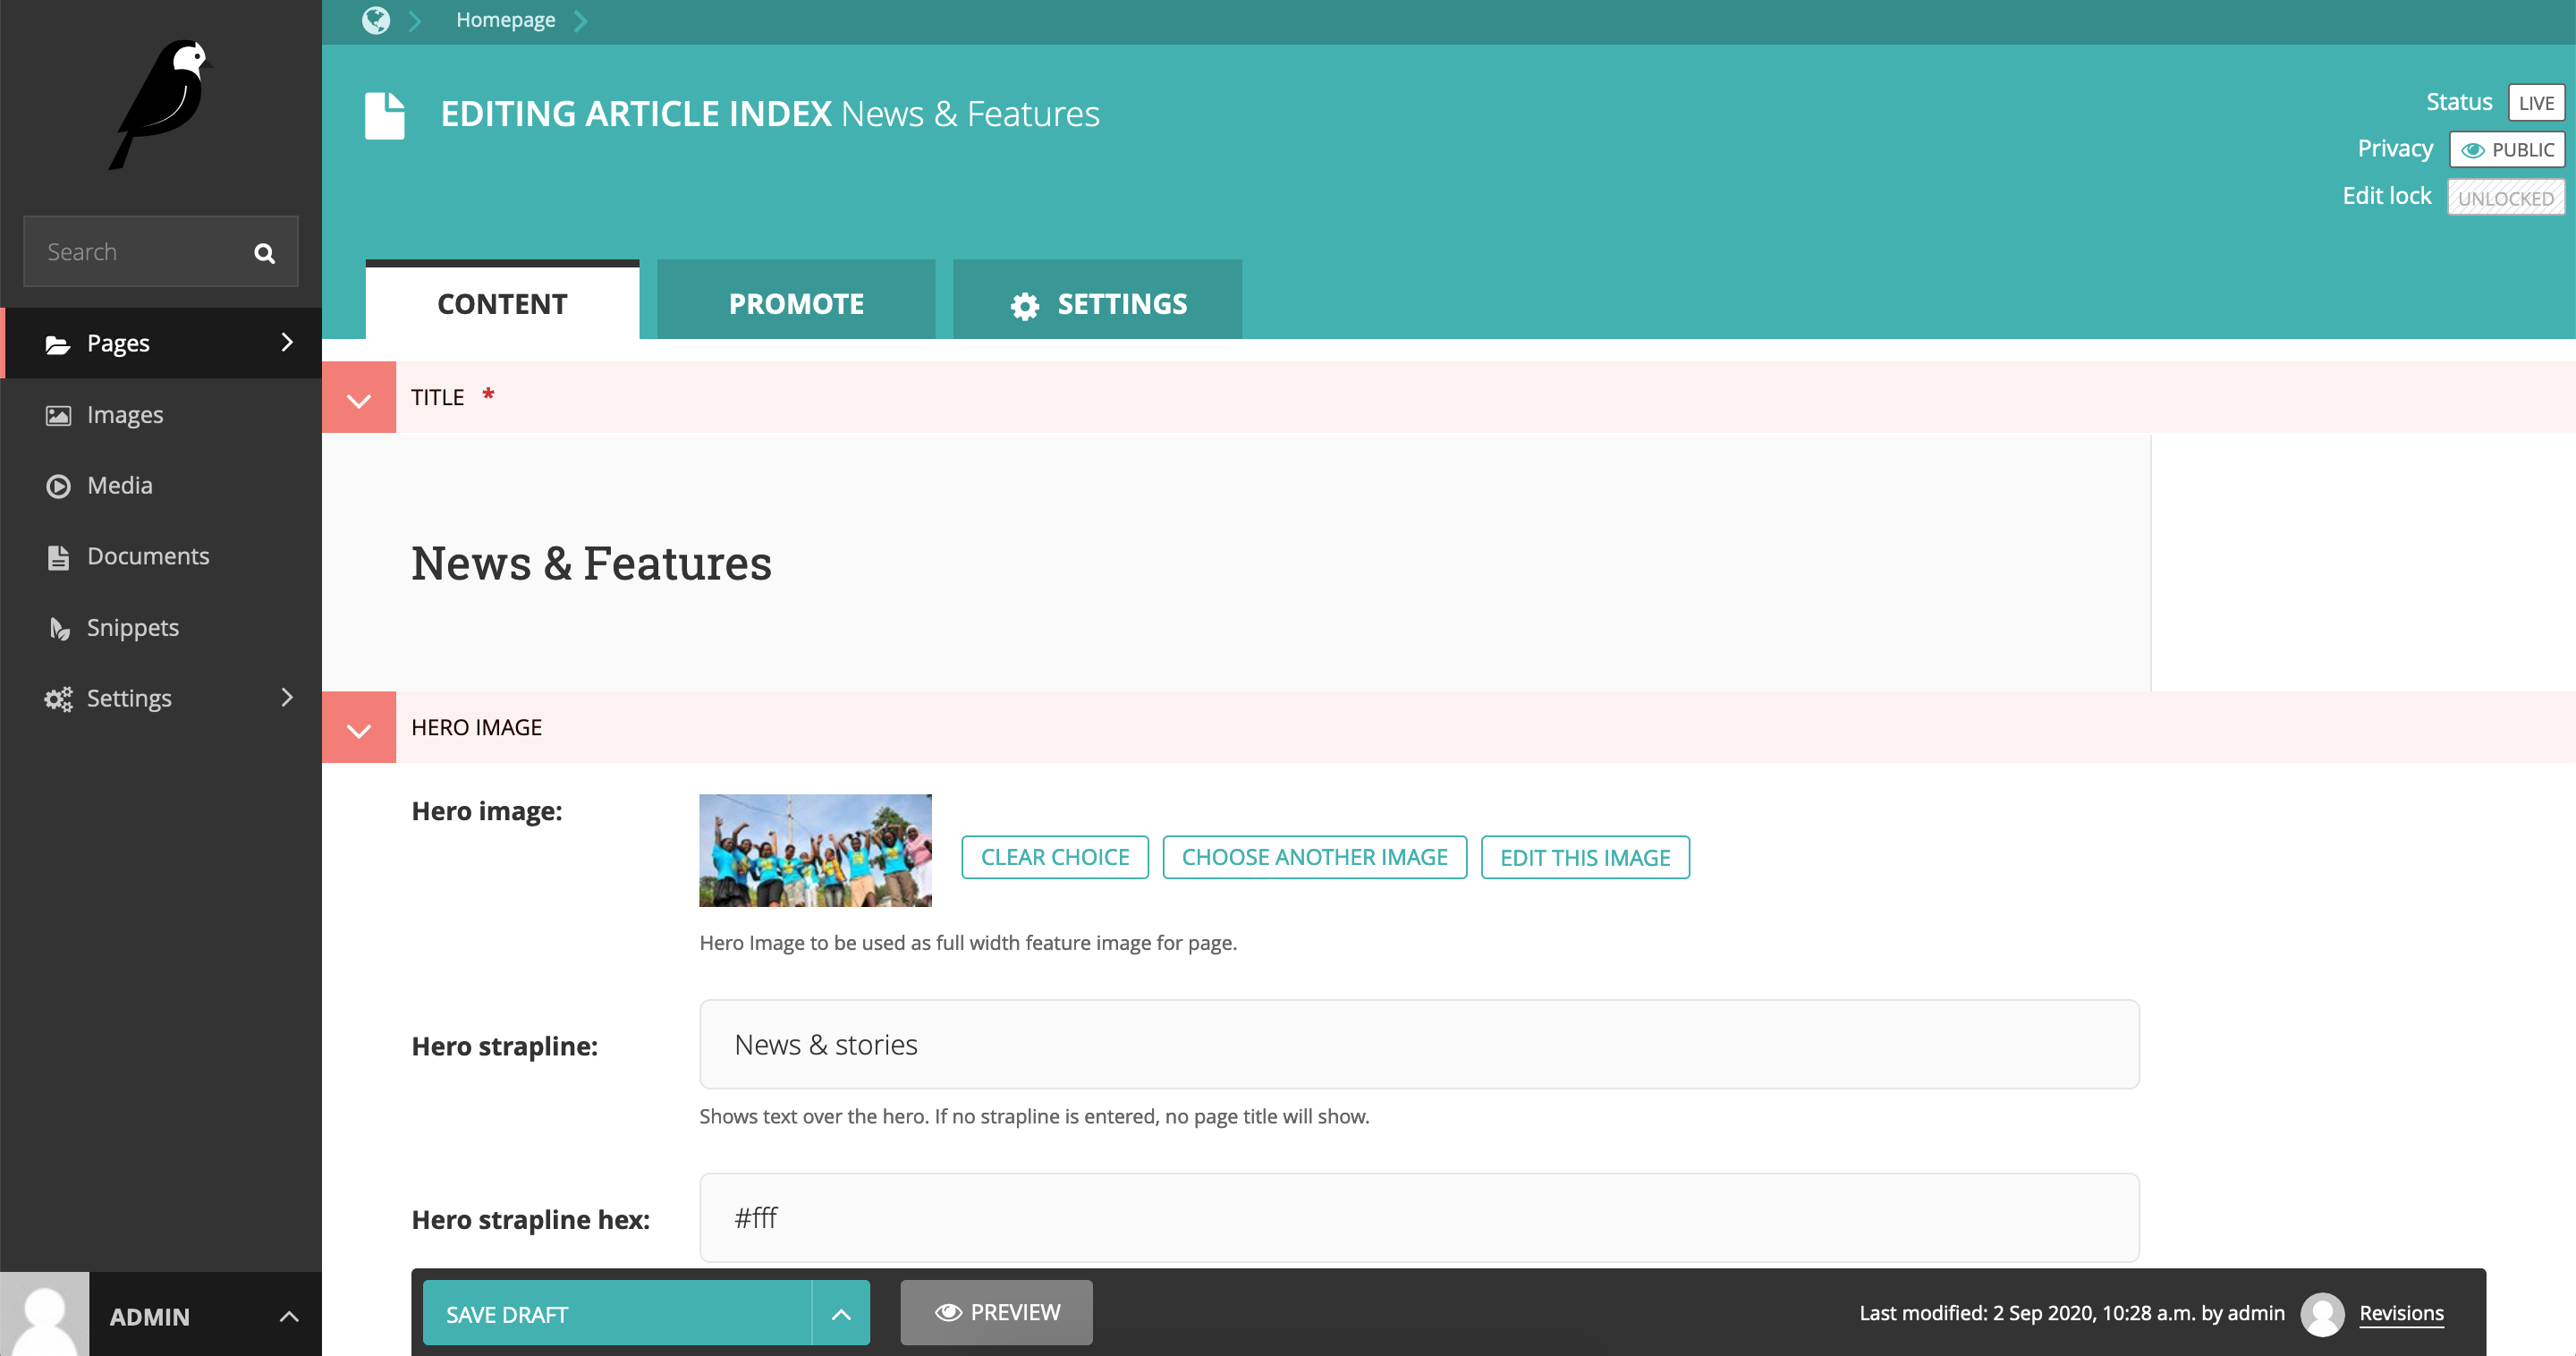 Homepage
EDITING ARTICLE INDEX News & Features
Status LIVE
Privacy PUBLIC
Edit lock UNLOCKED
Search
Pages
Images
Media
Documents
Snippets
Settings
ADMIN
CONTENT
PROMOTE
SETTINGS
TITLE *
News & Features
HERO IMAGE
Hero image:
CLEAR CHOICE
CHOOSE ANOTHER IMAGE
EDIT THIS IMAGE
Hero Image to be used as full width feature image for page.
Hero strapline:
News & stories
Shows text over the hero. If no strapline is entered, no page title will show.
Hero strapline hex:
#fff
SAVE DRAFT
PREVIEW
Last modified: 2 Sep 2020, 10:28 a.m. by admin
Revisions